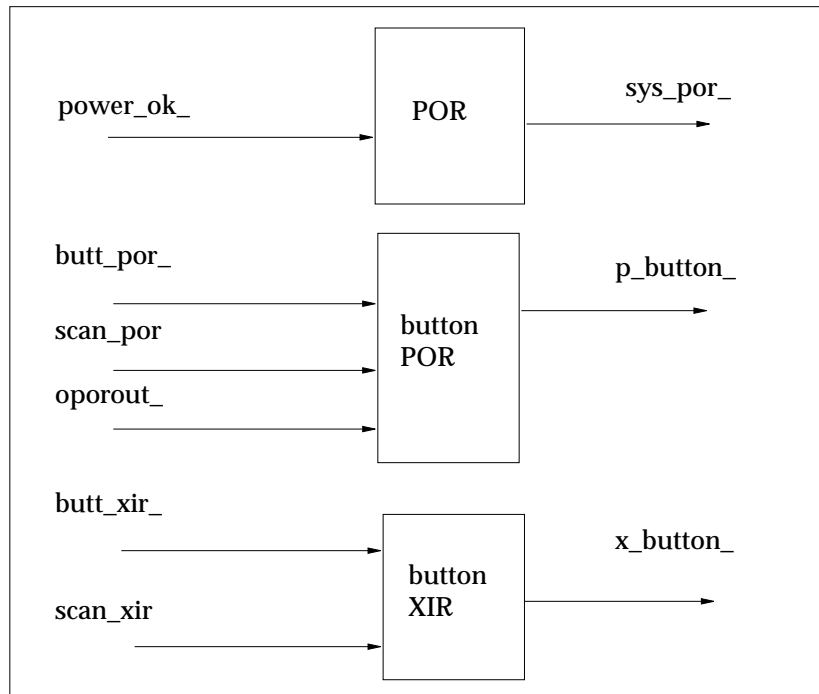 power_ok_
POR
sys_por_
butt_por_
scan_por
oporout_
button
POR
p_button_
butt_xir_
scan_xir
button
XIR
x_button_